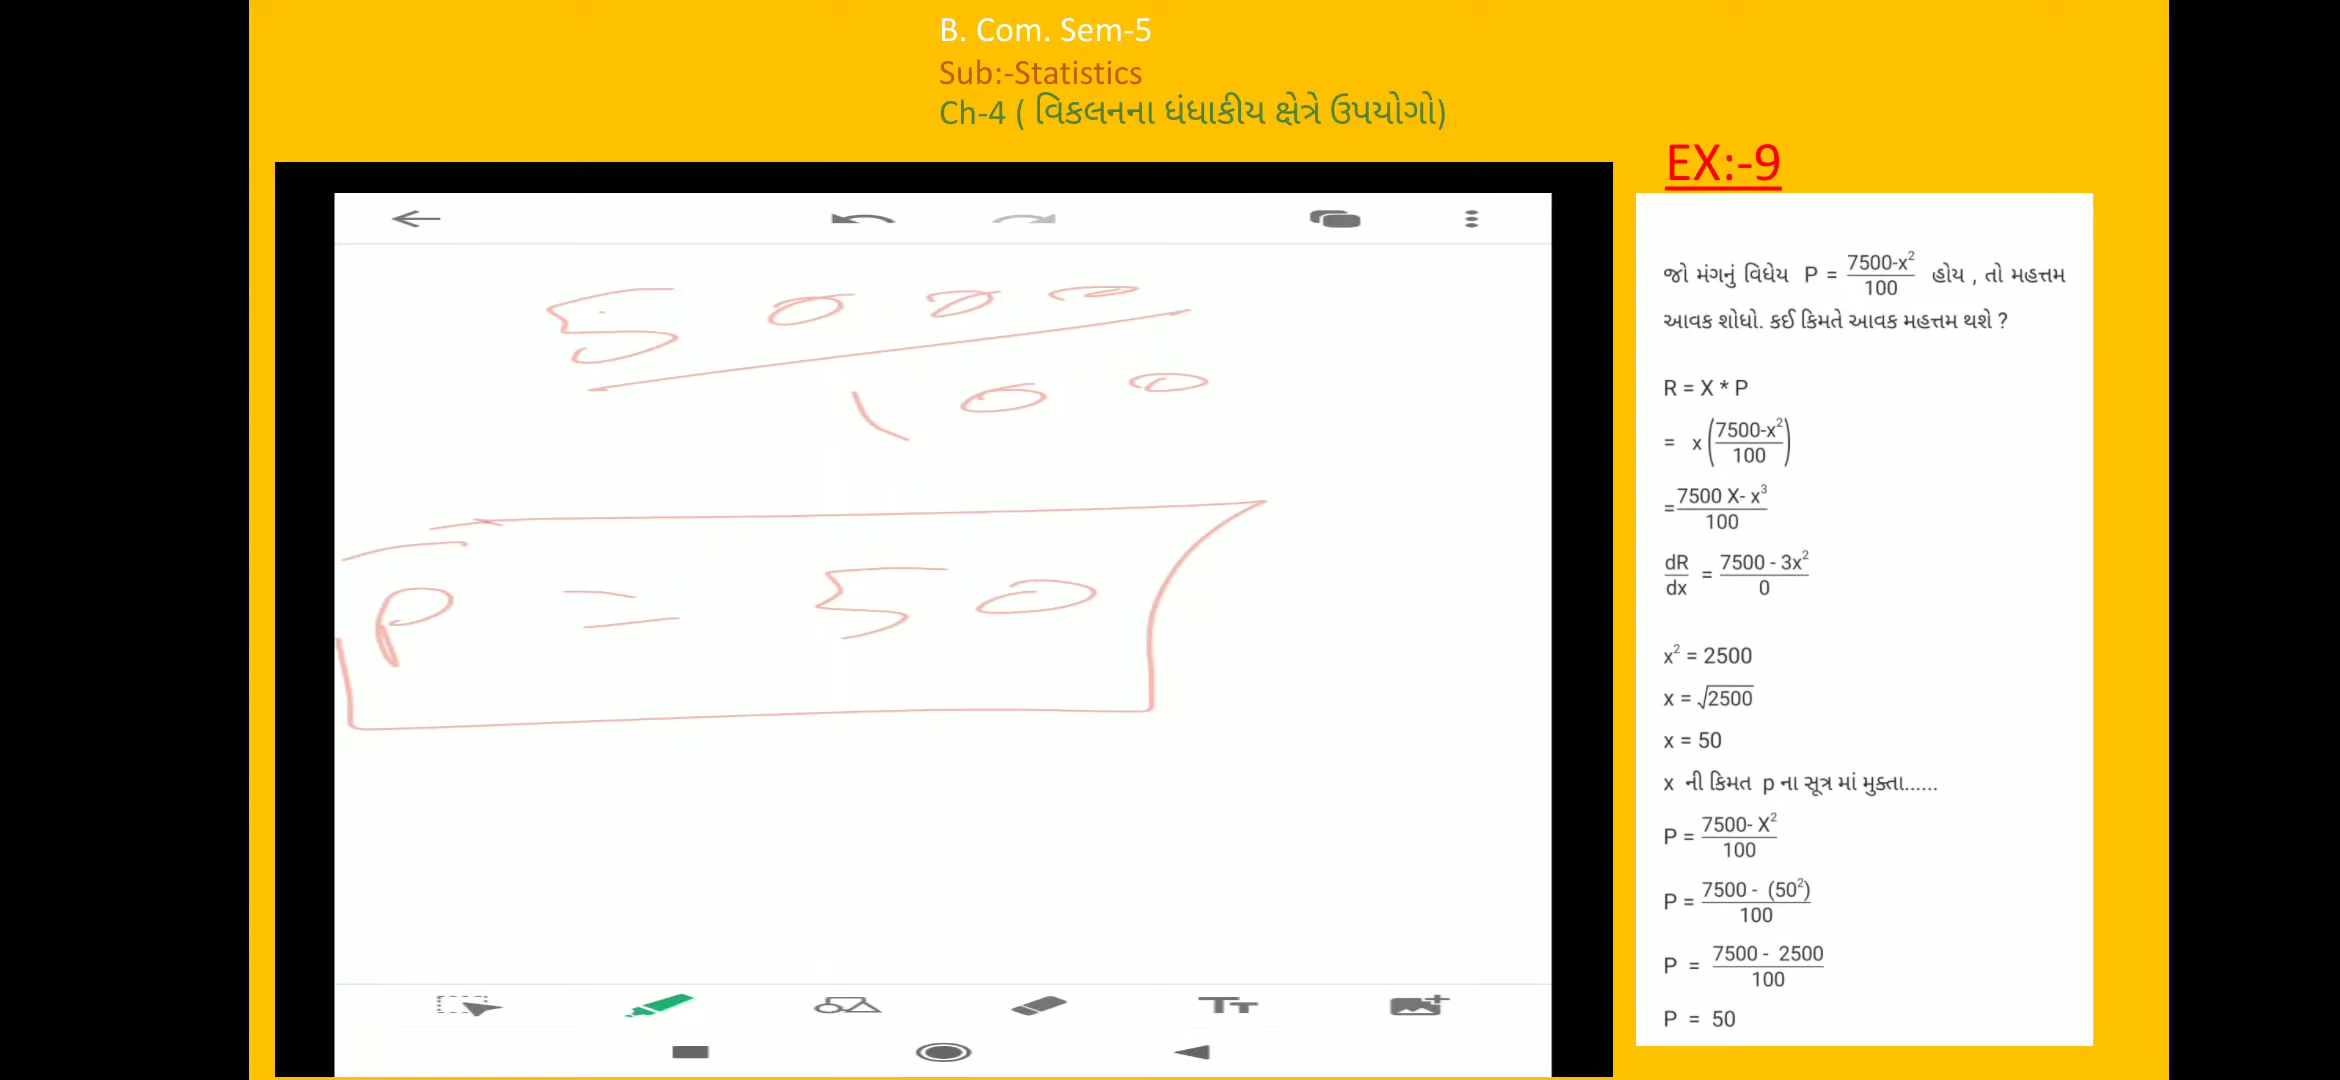 B. Com. Sem-5
Sub:-Statistics
Ch-4 ( વિકલનના ધંધાકીય ક્ષેત્રે ઉપયોગો)
5000
100
P = 50
EX:-9
જો મંગનું વિધેય P = 7500-x²/100 હોય , તો મહત્તમ
આવક શોધો. કઈ કિમતે આવક મહત્તમ થશે ?
R = X * P
= x(7500-x²/100)
=7500 X- x³/100
dR/dx = 7500 - 3x²/0
x² = 2500
x = √2500
x = 50
x ની કિમત p ના સૂત્ર માં મુક્તા......
P = 7500- X²/100
P = 7500 - (50²)/100
P = 7500 - 2500/100
P = 50